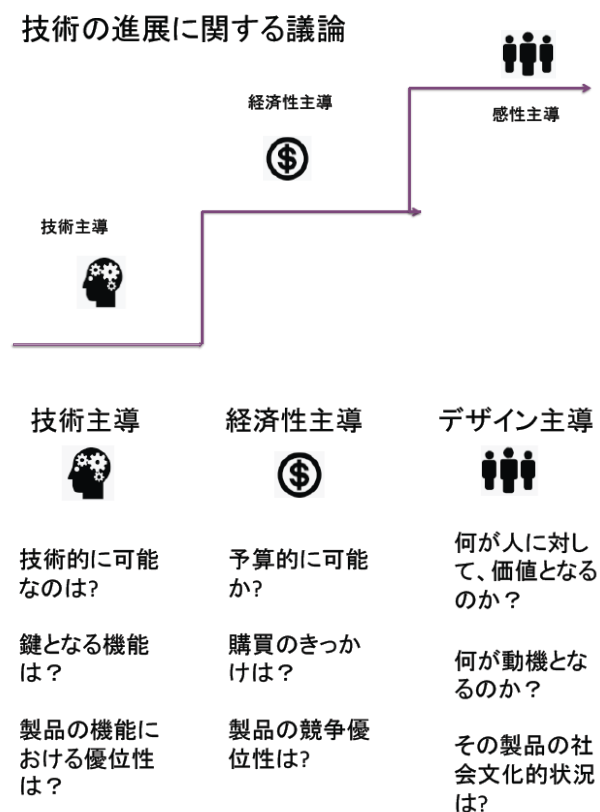 技術の進展に関する議論
経済性主導
感性主導
技術主導
技術主導
経済性主導
デザイン主導
技術的に可能
なのは?
鍵となる機能
は？
製品の機能に
おける優位性
は？
予算的に可能
か?
購買のきっか
けは？
製品の競争優
位性は?
何が人に対し
て、価値となる
のか？
何が動機とな
るのか？
その製品の社
会文化的状況
は?